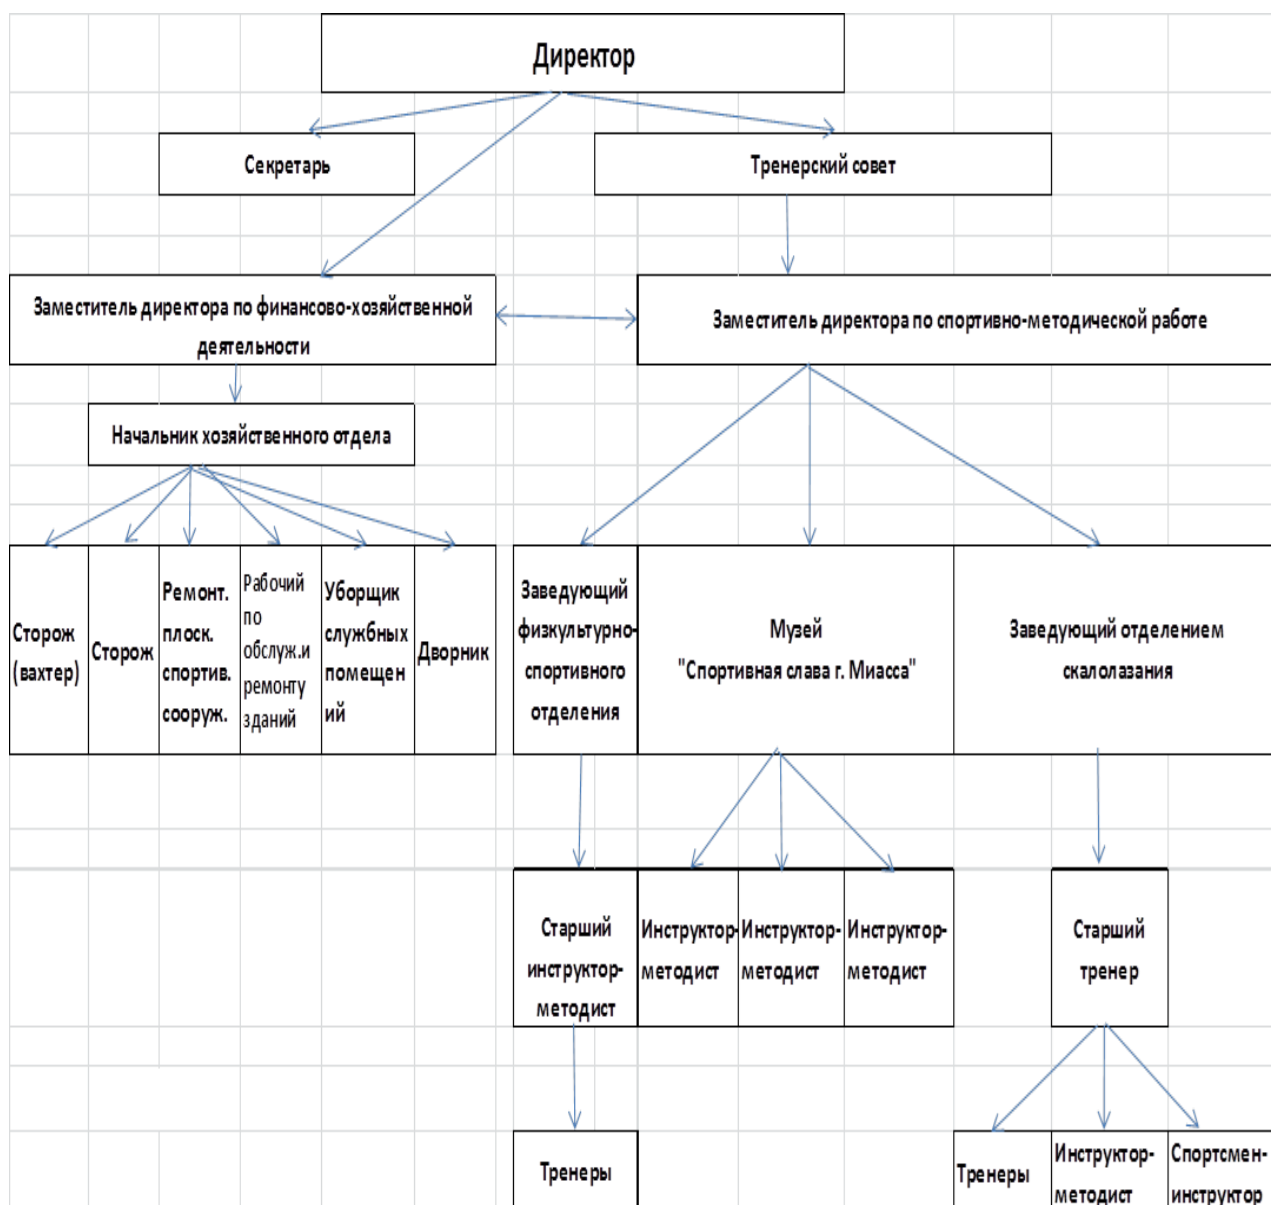 Директор
Секретарь
Тренерский совет
Заместитель директора по финансово-хозяйственной
деятельности
Заместитель директора по спортивно-методической работе
Начальник хозяйственного отдела
Сторож
(вахтер)
Сторож
Ремонт.
плоск.
спортив.
сооруж.
Рабочий
по
обслуж.и
ремонту
зданий
Уборщик
службных
помещен
ий
Дворник
Заведующий
физкультурно-
спортивного
отделения
Музей
"Спортивная слава г. Миасса"
Заведующий отделением
скалолазания
Старший
инструктор-
методист
Инструктор-
методист
Инструктор-
методист
Инструктор-
методист
Старший
тренер
Тренеры
Тренеры
Инструктор-
методист
Спортсмен-
инструктор